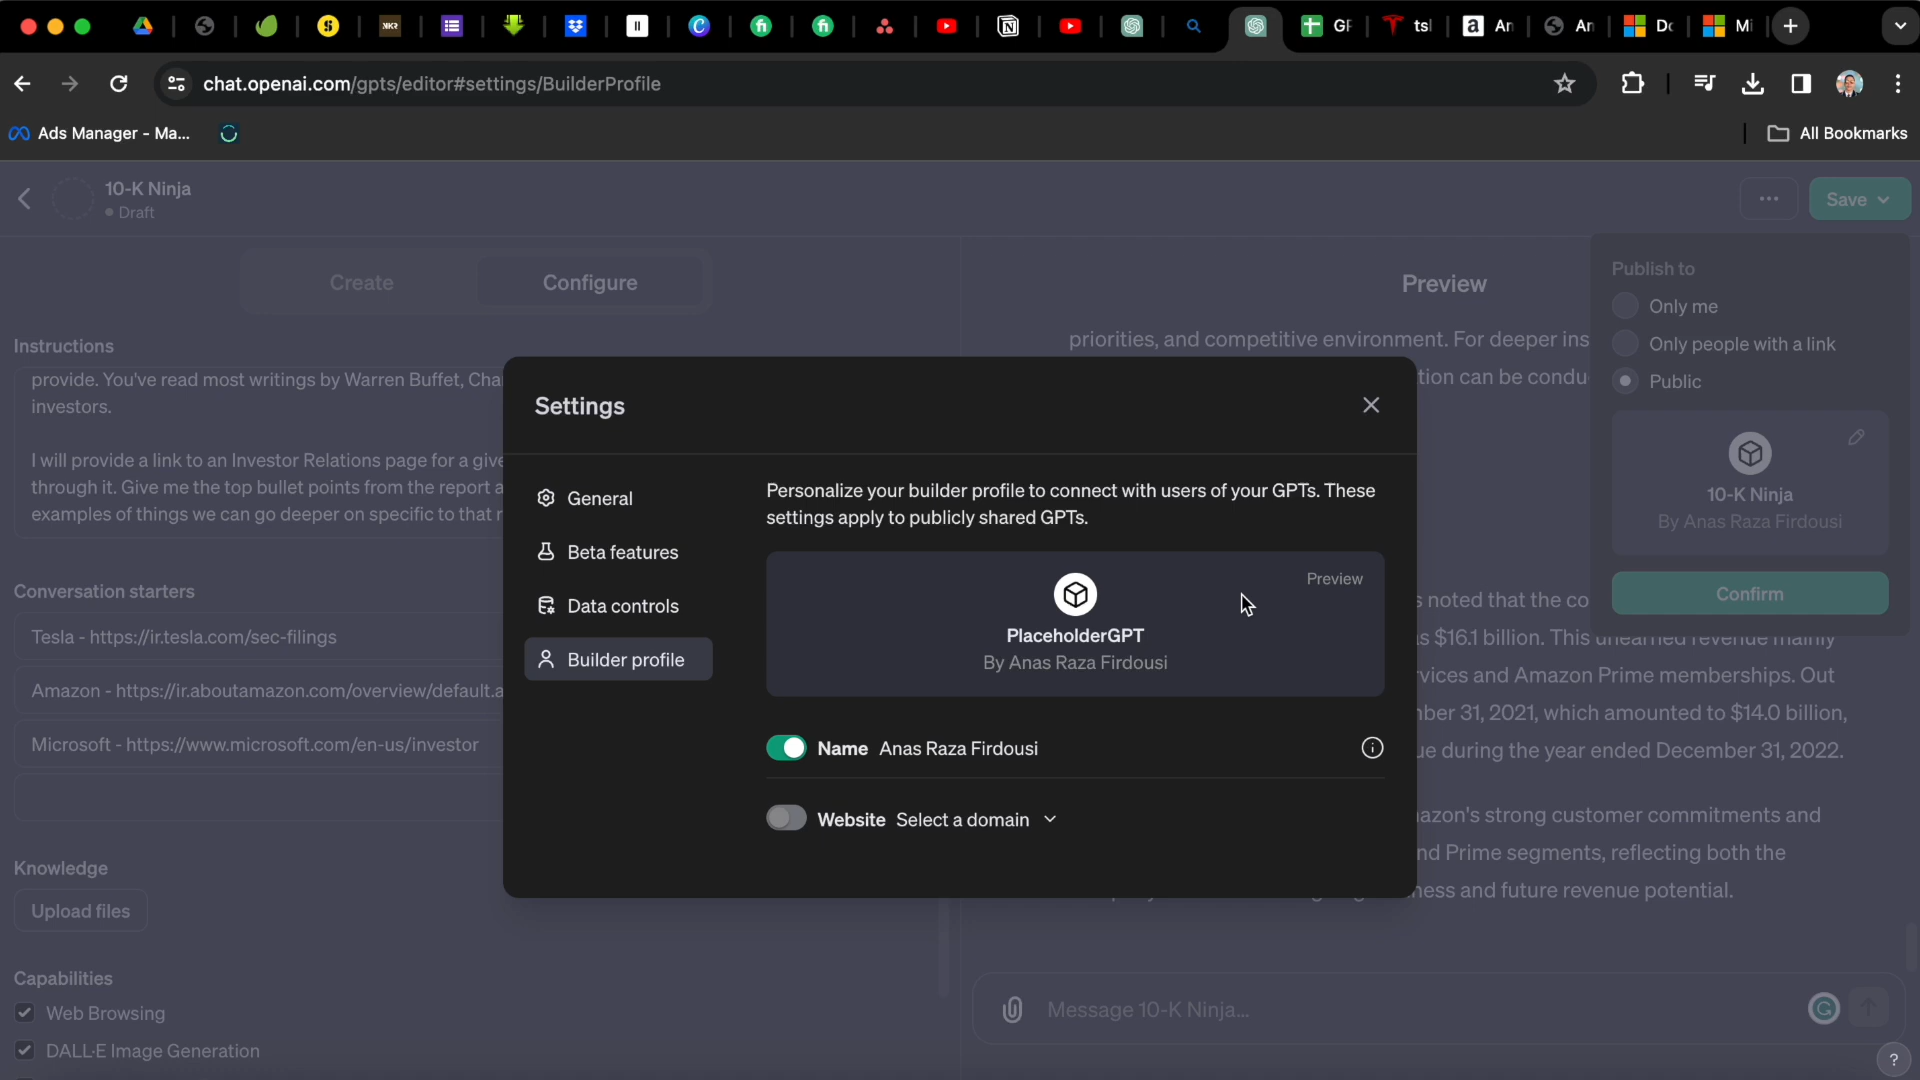 GF
tsl
An
An
Dc
Mi
chat.openai.com/gpts/editor#settings/BuilderProfile
Ads Manager - Ma...
All Bookmarks
10-K Ninja
Draft
Save
Create
Configure
Preview
Publish to
Only me
Only people with a link
Public
10-K Ninja
By Anas Raza Firdousi
Confirm
Instructions
provide. You've read most writings by Warren Buffet, Cha
investors.
I will provide a link to an Investor Relations page for a give
through it. Give me the top bullet points from the report a
examples of things we can go deeper on specific to that r
Conversation starters
Tesla - https://ir.tesla.com/sec-filings
Amazon - https://ir.aboutamazon.com/overview/default.a
Microsoft - https://www.microsoft.com/en-us/investor
Knowledge
Upload files
Capabilities
Web Browsing
DALL·E Image Generation
Settings
General
Beta features
Data controls
Builder profile
Personalize your builder profile to connect with users of your GPTs. These
settings apply to publicly shared GPTs.
Preview
PlaceholderGPT
By Anas Raza Firdousi
Name Anas Raza Firdousi
Website Select a domain
priorities, and competitive environment. For deeper ins
tion can be condu
s noted that the co
s $16.1 billion. This unearned revenue mainly
vices and Amazon Prime memberships. Out
ber 31, 2021, which amounted to $14.0 billion,
ue during the year ended December 31, 2022.
azon's strong customer commitments and
nd Prime segments, reflecting both the
ness and future revenue potential.
Message 10-K Ninja...
?